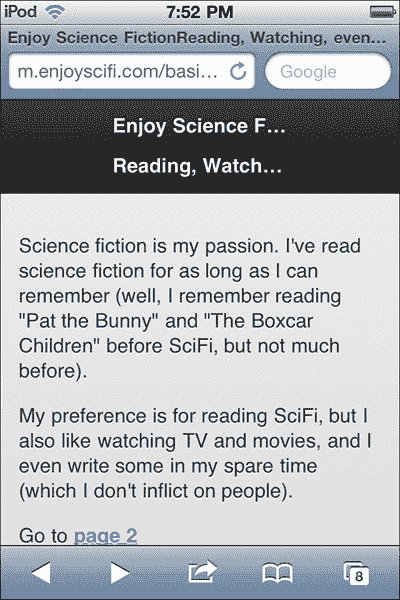 iPod 7:52 PM
Enjoy Science FictionReading, Watching, even...
m.enjoyscifi.com/basi... Google
Enjoy Science F...
Reading, Watch...
Science fiction is my passion. I've read
science fiction for as long as I can
remember (well, I remember reading
"Pat the Bunny" and "The Boxcar
Children" before SciFi, but not much
before).
My preference is for reading SciFi, but I
also like watching TV and movies, and I
even write some in my spare time
(which I don't inflict on people).
Go to page 2
8